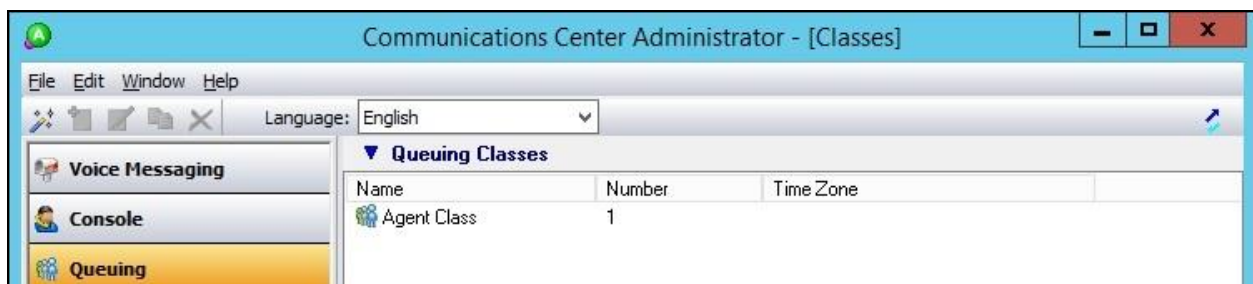 Communications Center Administrator - [Classes]
File Edit Window Help
Language: English
Voice Messaging
Console
Queuing
Queuing Classes
Name Number Time Zone
Agent Class 1